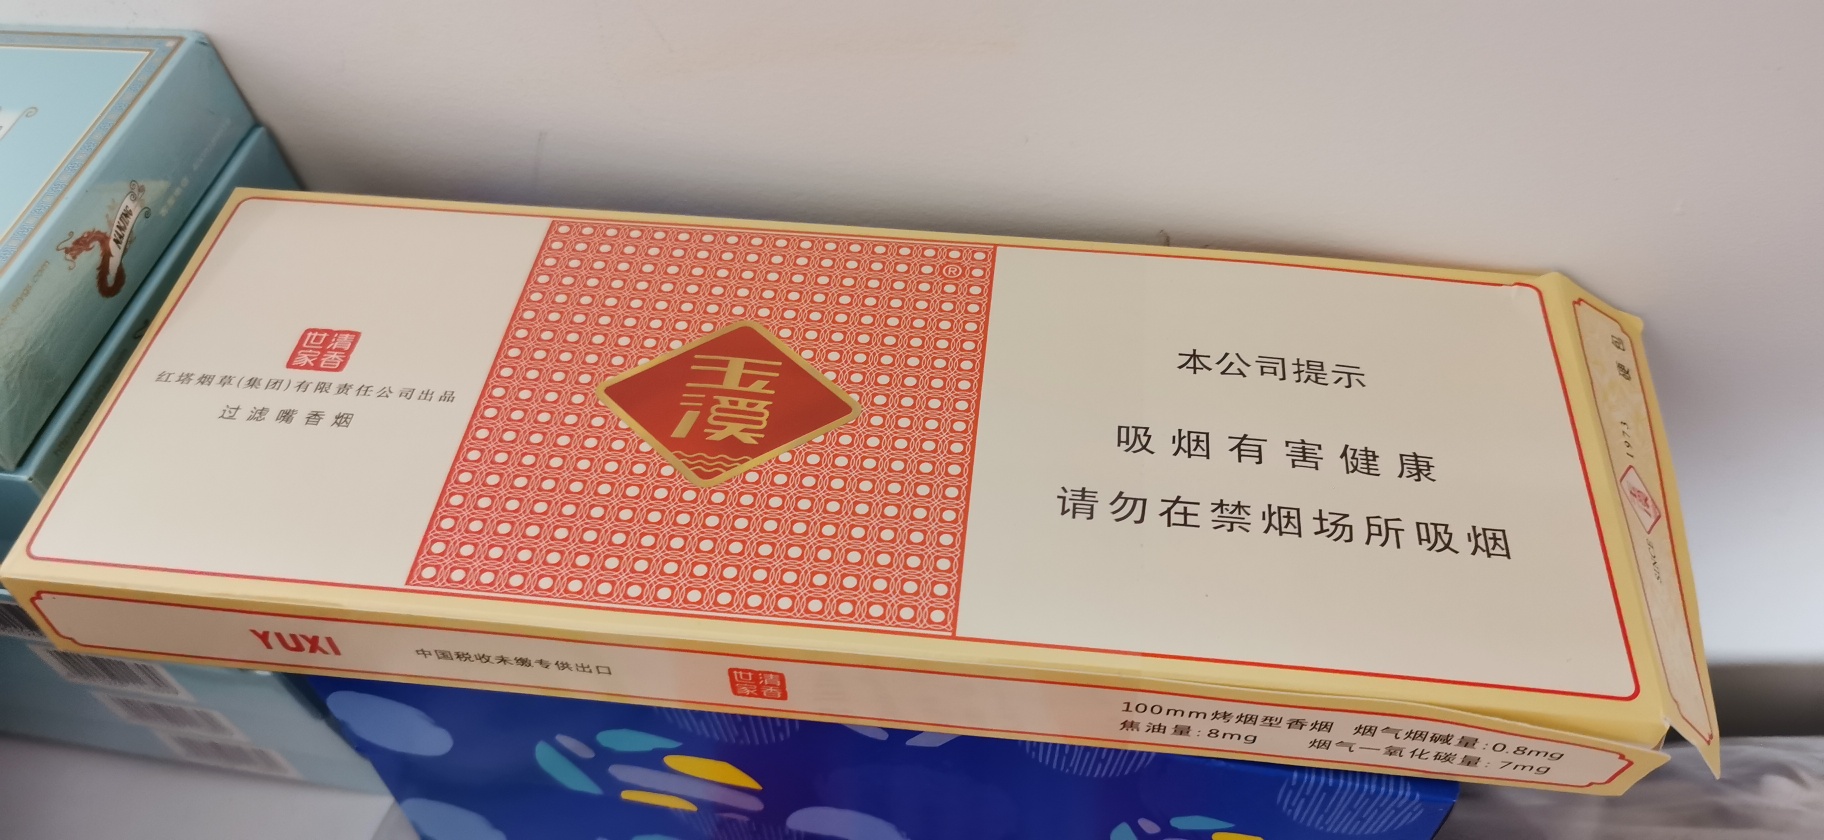 NANJING
清香
世家
红塔烟草(集团)有限责任公司出品
过滤嘴香烟
®
玉溪
本公司提示
吸烟有害健康
请勿在禁烟场所吸烟
YUXI
中国税收未缴专供出口
清香
世家
100mm烤烟型香烟 烟气烟碱量:0.8mg
焦油量:8mg 烟气一氧化碳量:7mg
玉溪
SINCE